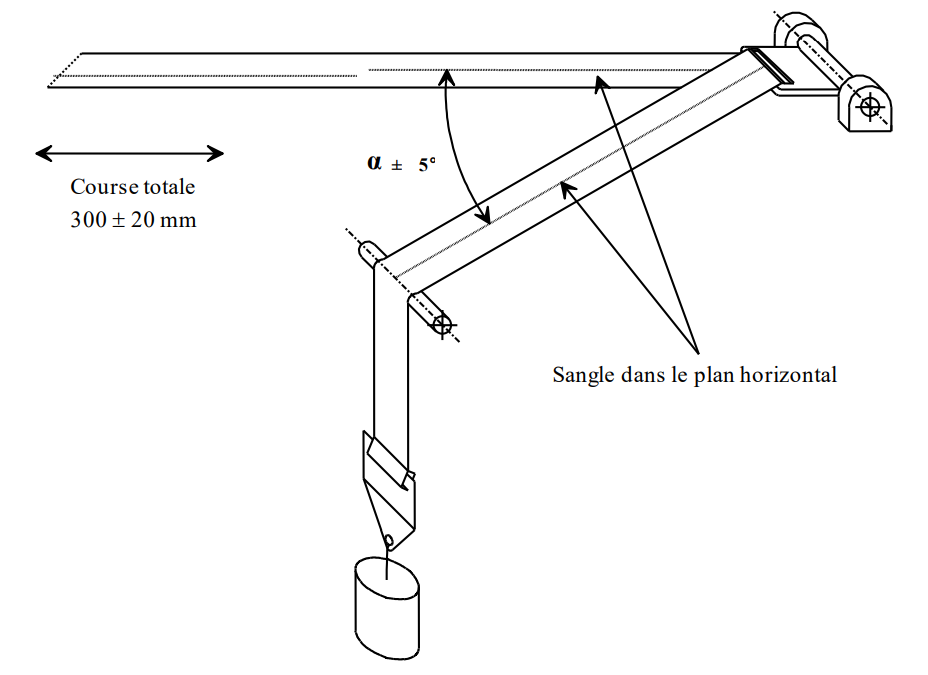 α ± 5°
Course totale
300 ± 20 mm
Sangle dans le plan horizontal